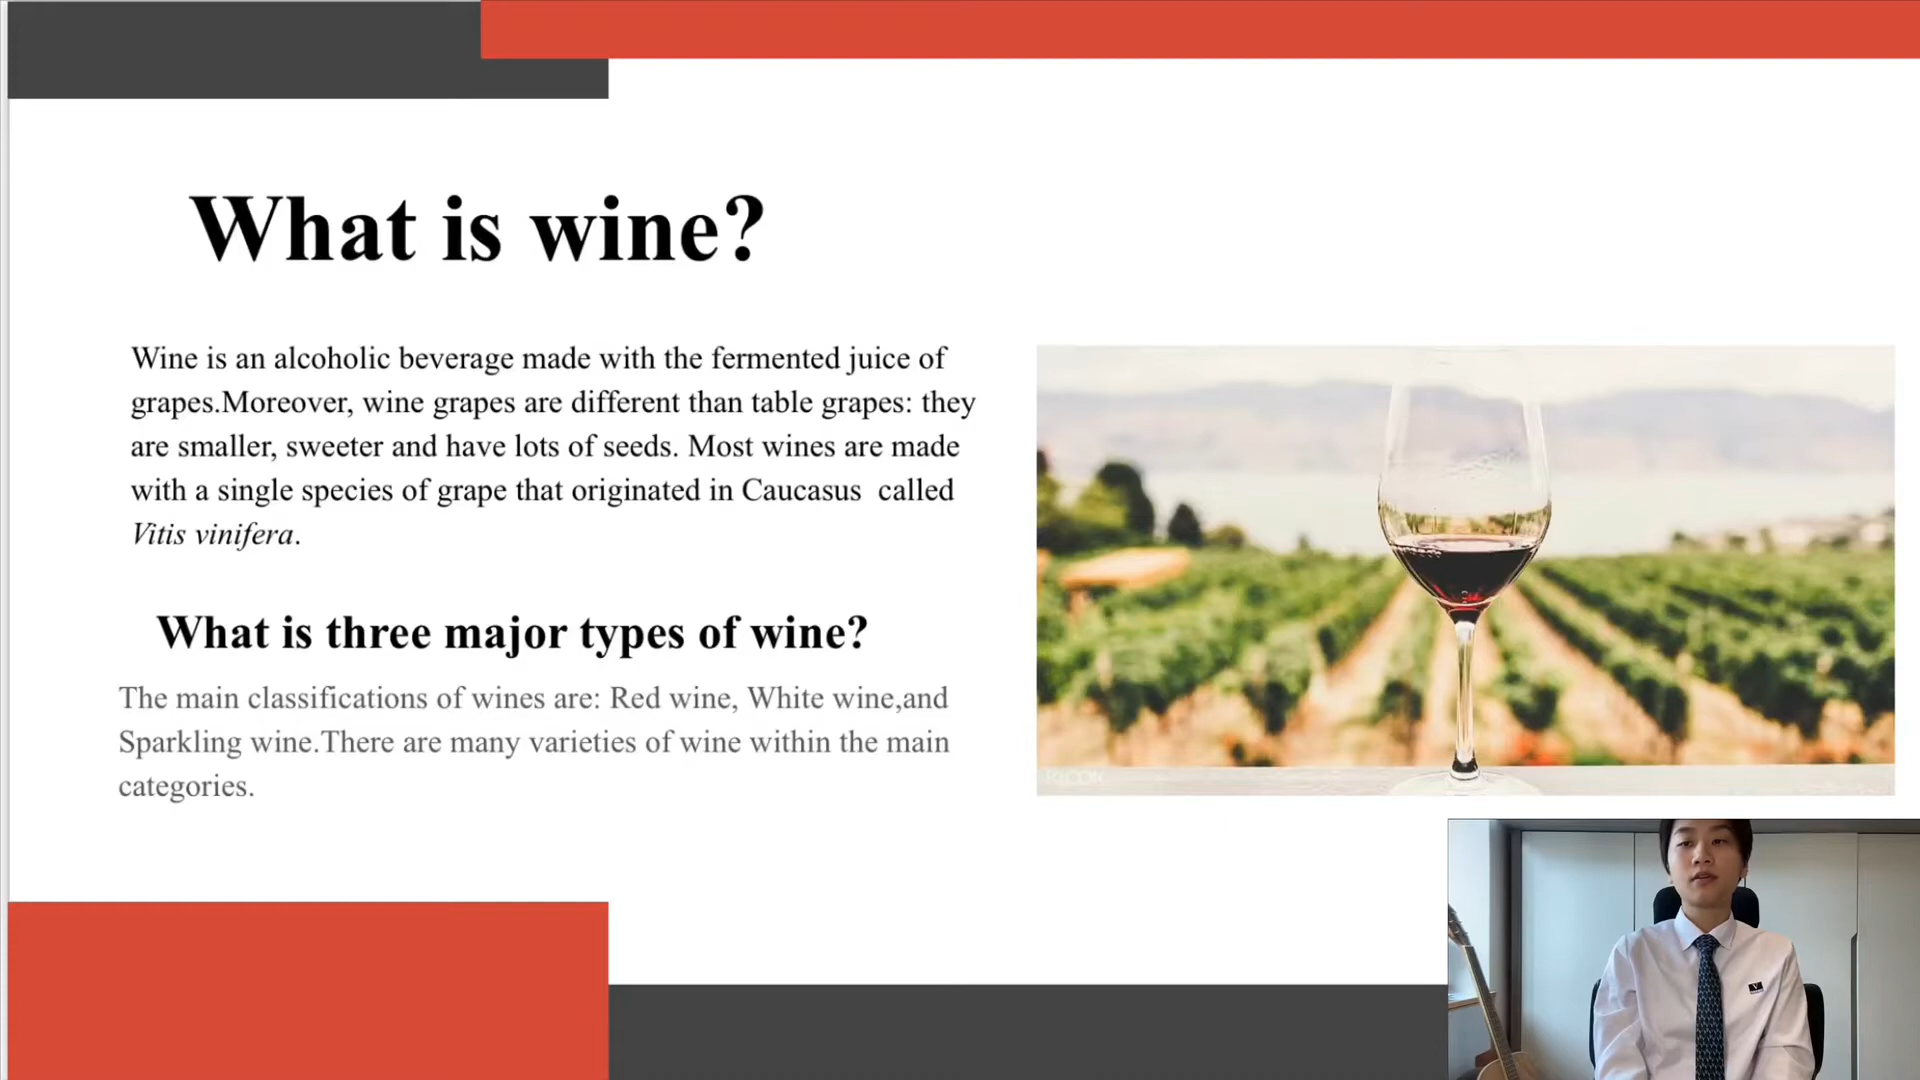 What is wine?
Wine is an alcoholic beverage made with the fermented juice of
grapes.Moreover, wine grapes are different than table grapes: they
are smaller, sweeter and have lots of seeds. Most wines are made
with a single species of grape that originated in Caucasus  called
Vitis vinifera.
What is three major types of wine?
The main classifications of wines are: Red wine, White wine,and
Sparkling wine.There are many varieties of wine within the main
categories.